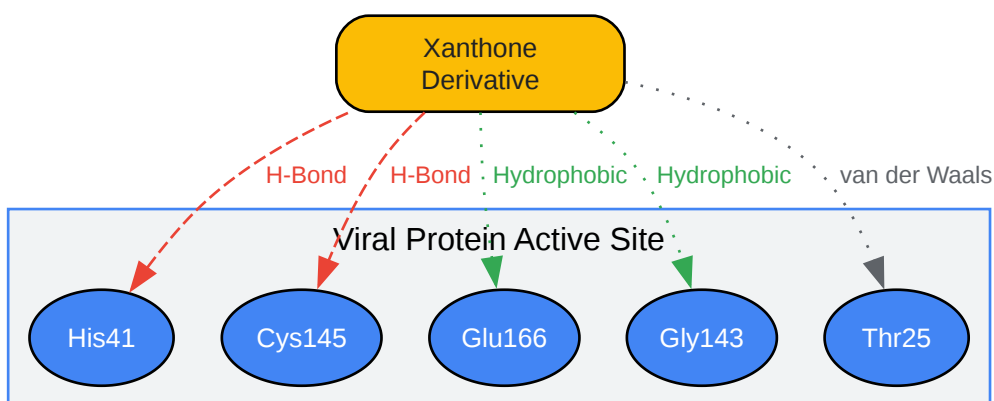 Xanthone
Derivative
H-Bond
H-Bond
Hydrophobic
Hydrophobic
van der Waals
Viral Protein Active Site
His41
Cys145
Glu166
Gly143
Thr25